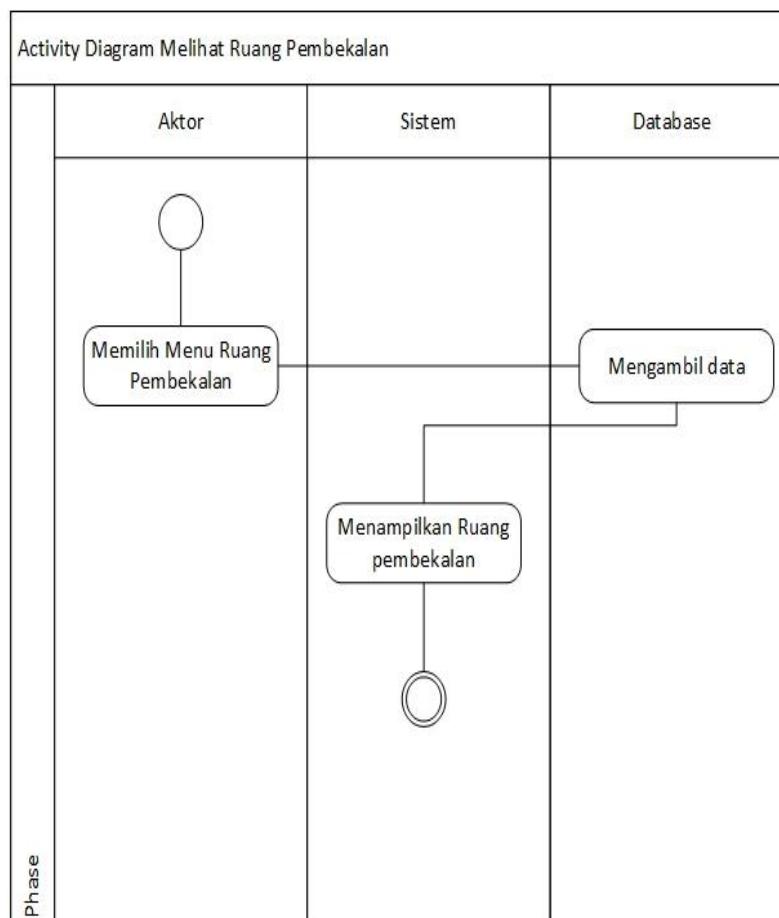 Activity Diagram Melihat Ruang Pembekalan
Aktor
Sistem
Database
Memilih Menu Ruang
Pembekalan
Mengambil data
Menampilkan Ruang
pembekalan
Phase